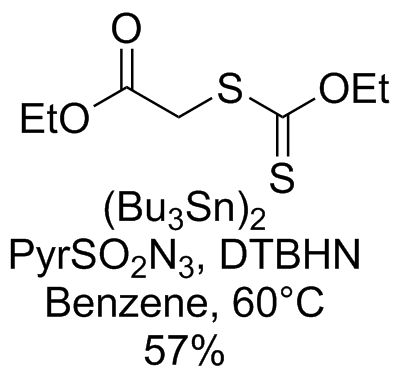 O
EtO
S
OEt
S
(Bu₃Sn)₂
PyrSO₂N₃, DTBHN
Benzene, 60°C
57%